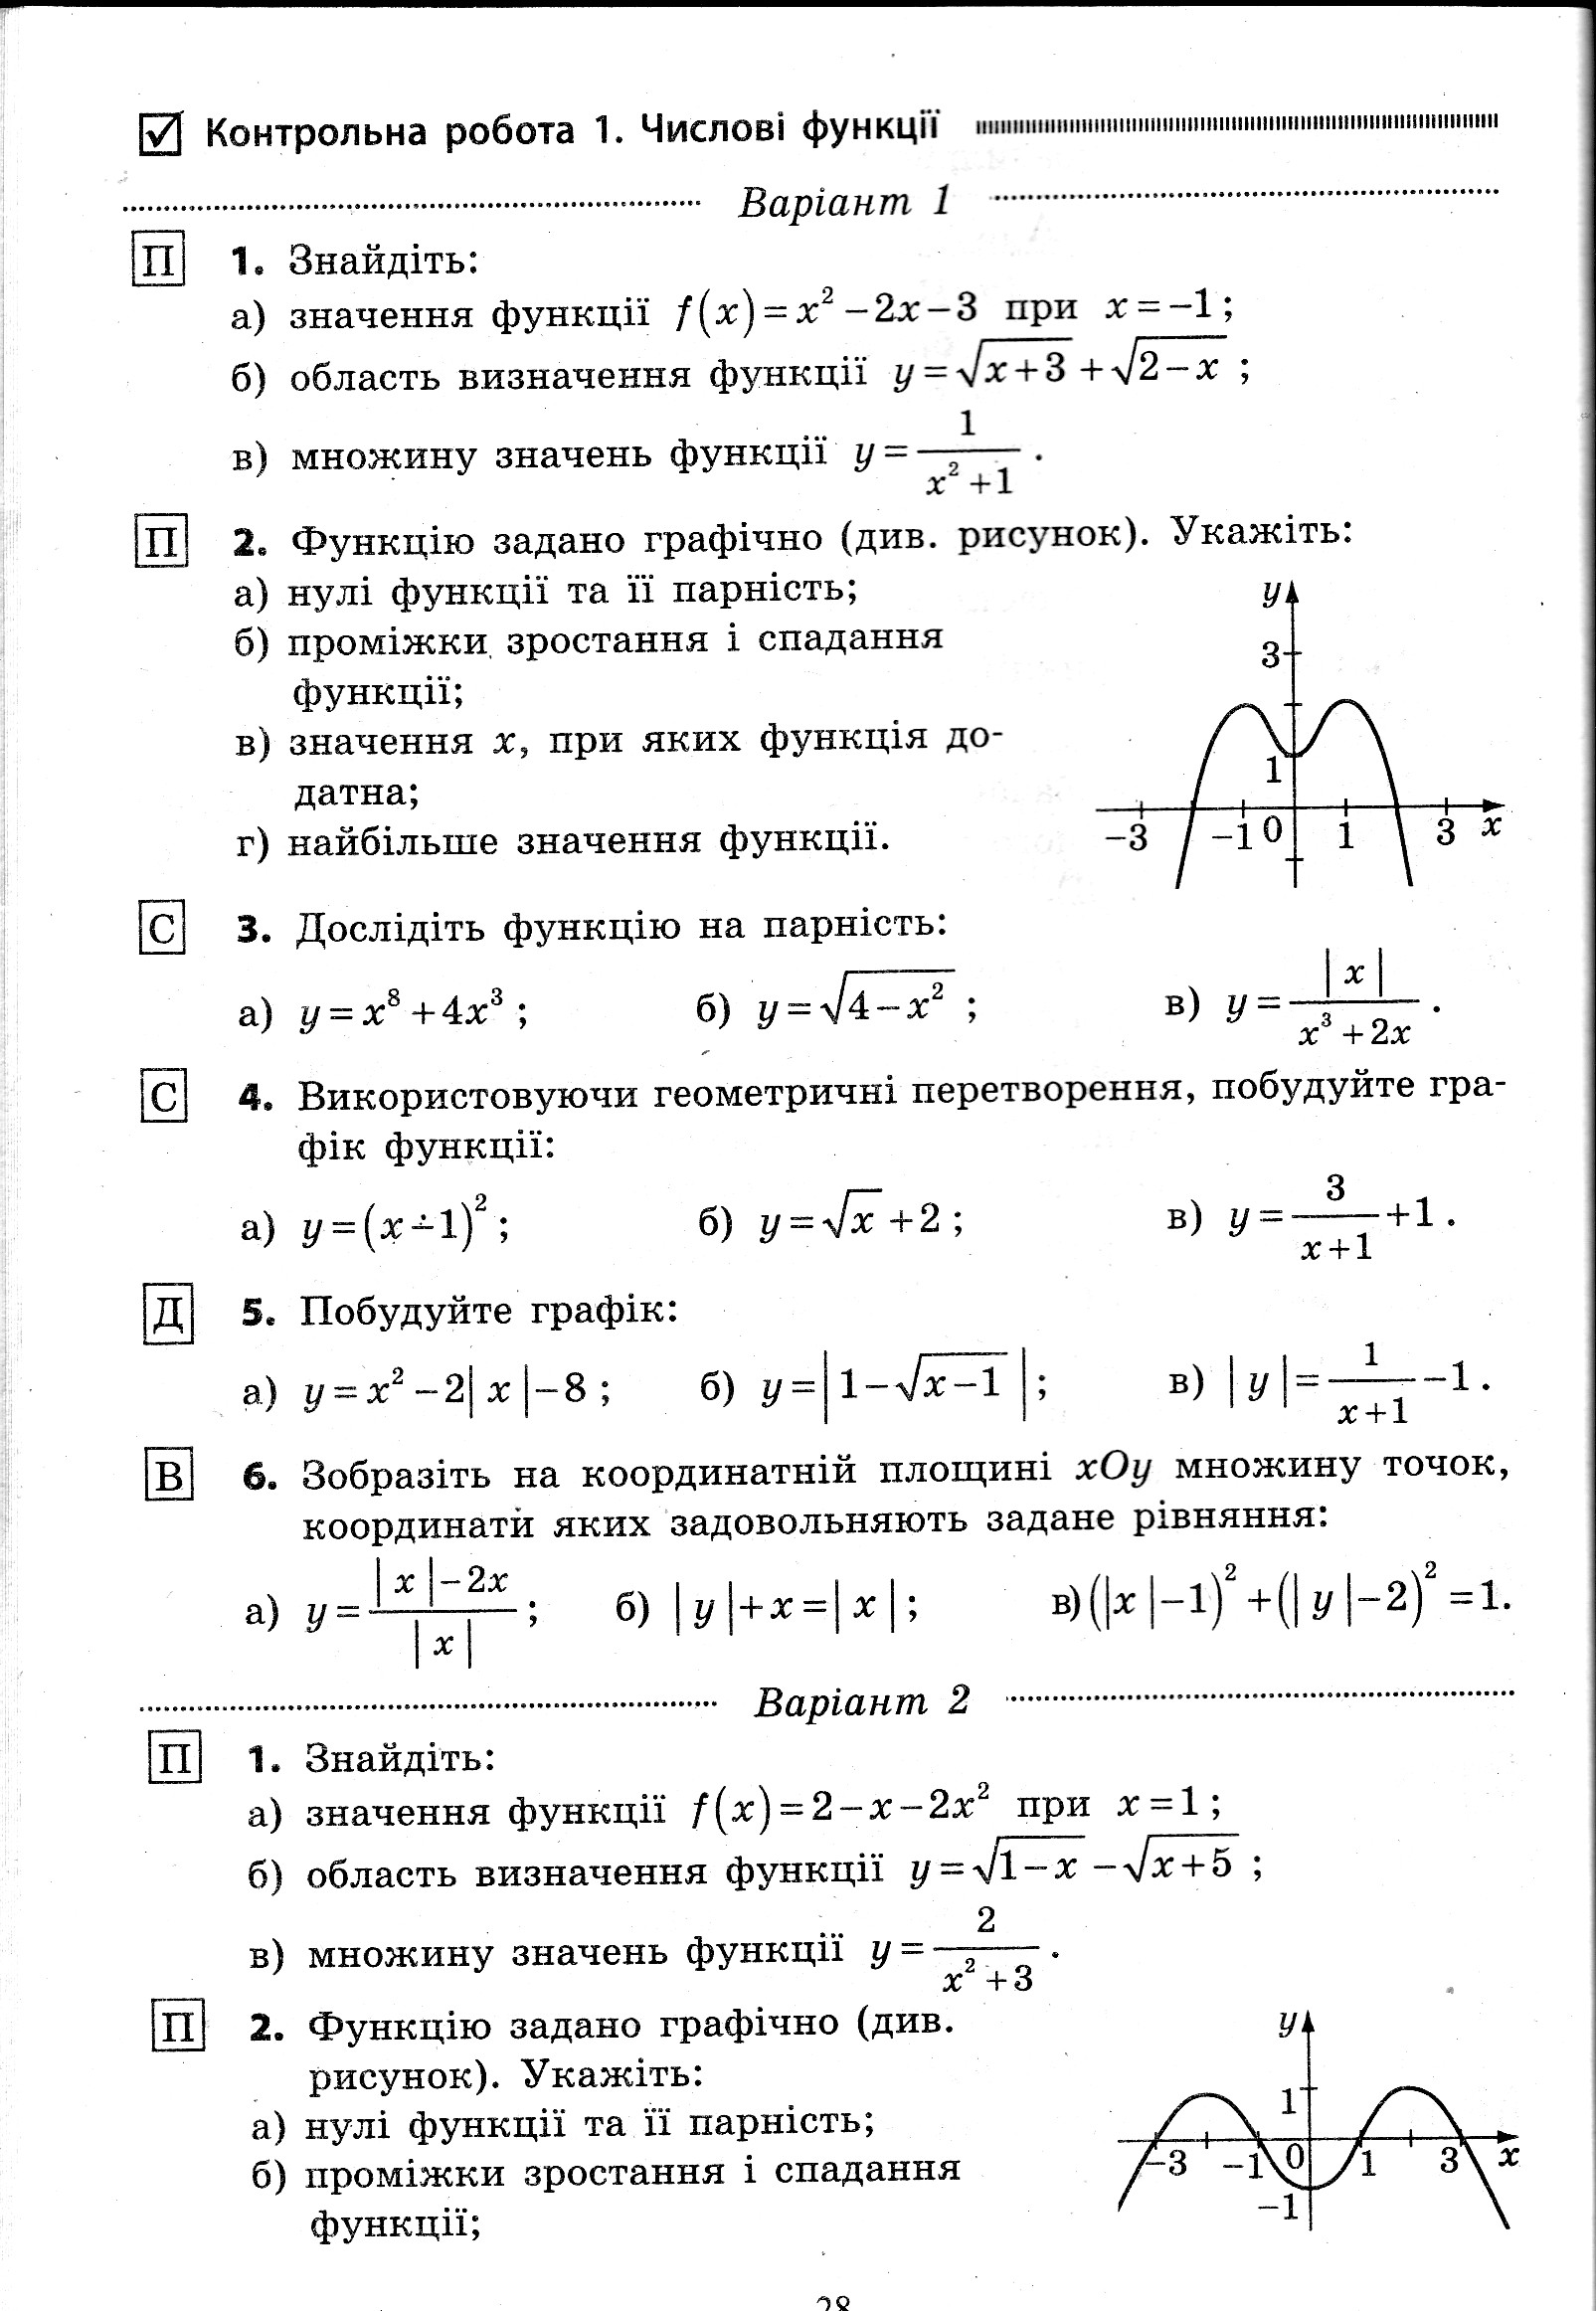 Контрольна робота 1. Числові функції
Варіант 1
П 1. Знайдіть:
а) значення функції f(x)=x²−2x−3 при x=−1;
б) область визначення функції y=√(x+3)+√(2−x);
в) множину значень функції y=1/(x²+1).
П 2. Функцію задано графічно (див. рисунок). Укажіть:
а) нулі функції та її парність;
б) проміжки зростання і спадання
функції;
в) значення x, при яких функція до-
датна;
г) найбільше значення функції.
y
3
1
−3 −1 0 1 3 x
С 3. Дослідіть функцію на парність:
а) y=x⁸+4x³; б) y=√(4−x²); в) y=|x|/(x³+2x).
С 4. Використовуючи геометричні перетворення, побудуйте гра-
фік функції:
а) y=(x−1)²; б) y=√x+2; в) y=3/(x+1)+1.
Д 5. Побудуйте графік:
а) y=x²−2|x|−8; б) y=|1−√(x−1)|; в) |y|=1/(x+1)−1.
В 6. Зобразіть на координатній площині xOy множину точок,
координати яких задовольняють задане рівняння:
а) y=(|x|−2x)/|x|; б) |y|+x=|x|; в) (|x|−1)²+(|y|−2)²=1.
Варіант 2
П 1. Знайдіть:
а) значення функції f(x)=2−x−2x² при x=1;
б) область визначення функції y=√(1−x)−√(x+5);
в) множину значень функції y=2/(x²+3).
П 2. Функцію задано графічно (див.
рисунок). Укажіть:
а) нулі функції та її парність;
б) проміжки зростання і спадання
функції;
y
1
−3 −1 0 1 3 x
−1
28